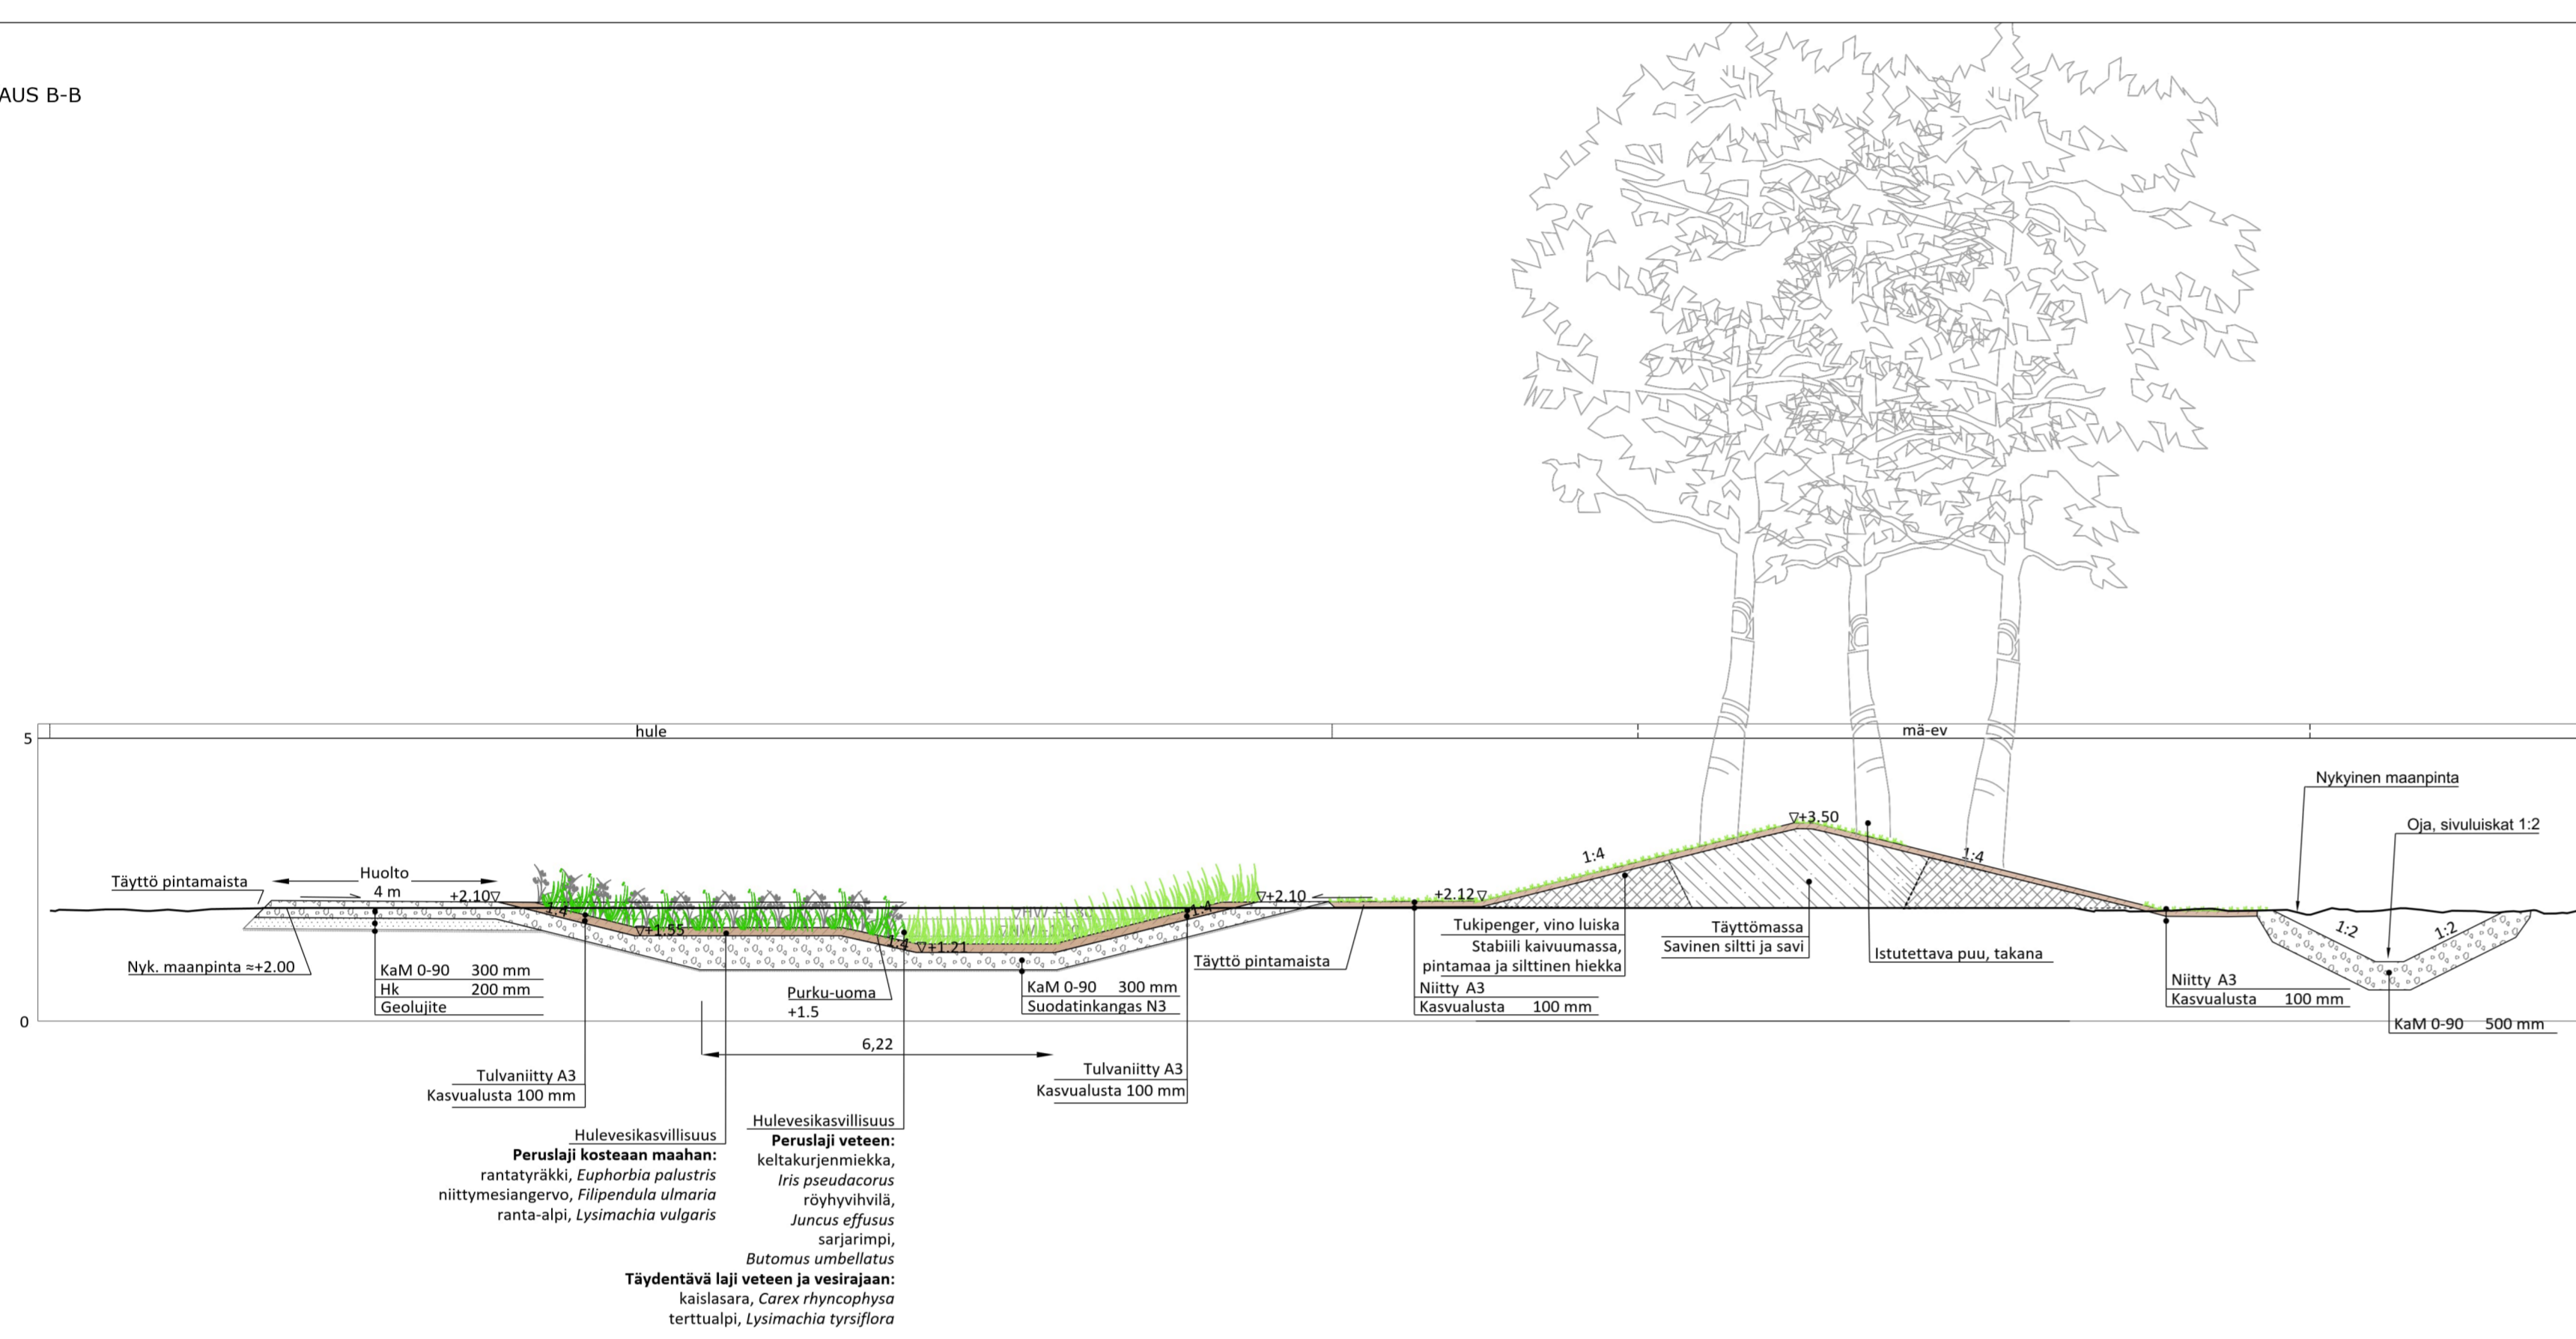 AUS B-B
5
hule
mä-ev
Nykyinen maanpinta
Oja, sivuluiskat 1:2
+3.50
1:4
1:4
Täyttö pintamaista
Huolto
4 m
+2.10
1:4
+1.55
1:4
+1.21
1:4
+2.10
+2.12
1:2
1:2
Nyk. maanpinta ≈+2.00
KaM 0-90 300 mm
Hk 200 mm
Geolujite
Purku-uoma
+1.5
KaM 0-90 300 mm
Suodatinkangas N3
Täyttö pintamaista
Tukipenger, vino luiska
Stabiili kaivuumassa,
pintamaa ja silttinen hiekka
Niitty A3
Kasvualusta 100 mm
Täyttömassa
Savinen siltti ja savi
Istutettava puu, takana
Niitty A3
Kasvualusta 100 mm
KaM 0-90 500 mm
0
6,22
Tulvaniitty A3
Kasvualusta 100 mm
Tulvaniitty A3
Kasvualusta 100 mm
Hulevesikasvillisuus
Peruslaji kosteaan maahan:
rantatyräkki, Euphorbia palustris
niittymesiangervo, Filipendula ulmaria
ranta-alpi, Lysimachia vulgaris
Hulevesikasvillisuus
Peruslaji veteen:
keltakurjenmiekka,
Iris pseudacorus
röyhyvihvilä,
Juncus effusus
sarjarimpi,
Butomus umbellatus
Täydentävä laji veteen ja vesirajaan:
kaislasara, Carex rhyncophysa
terttualpi, Lysimachia tyrsiflora